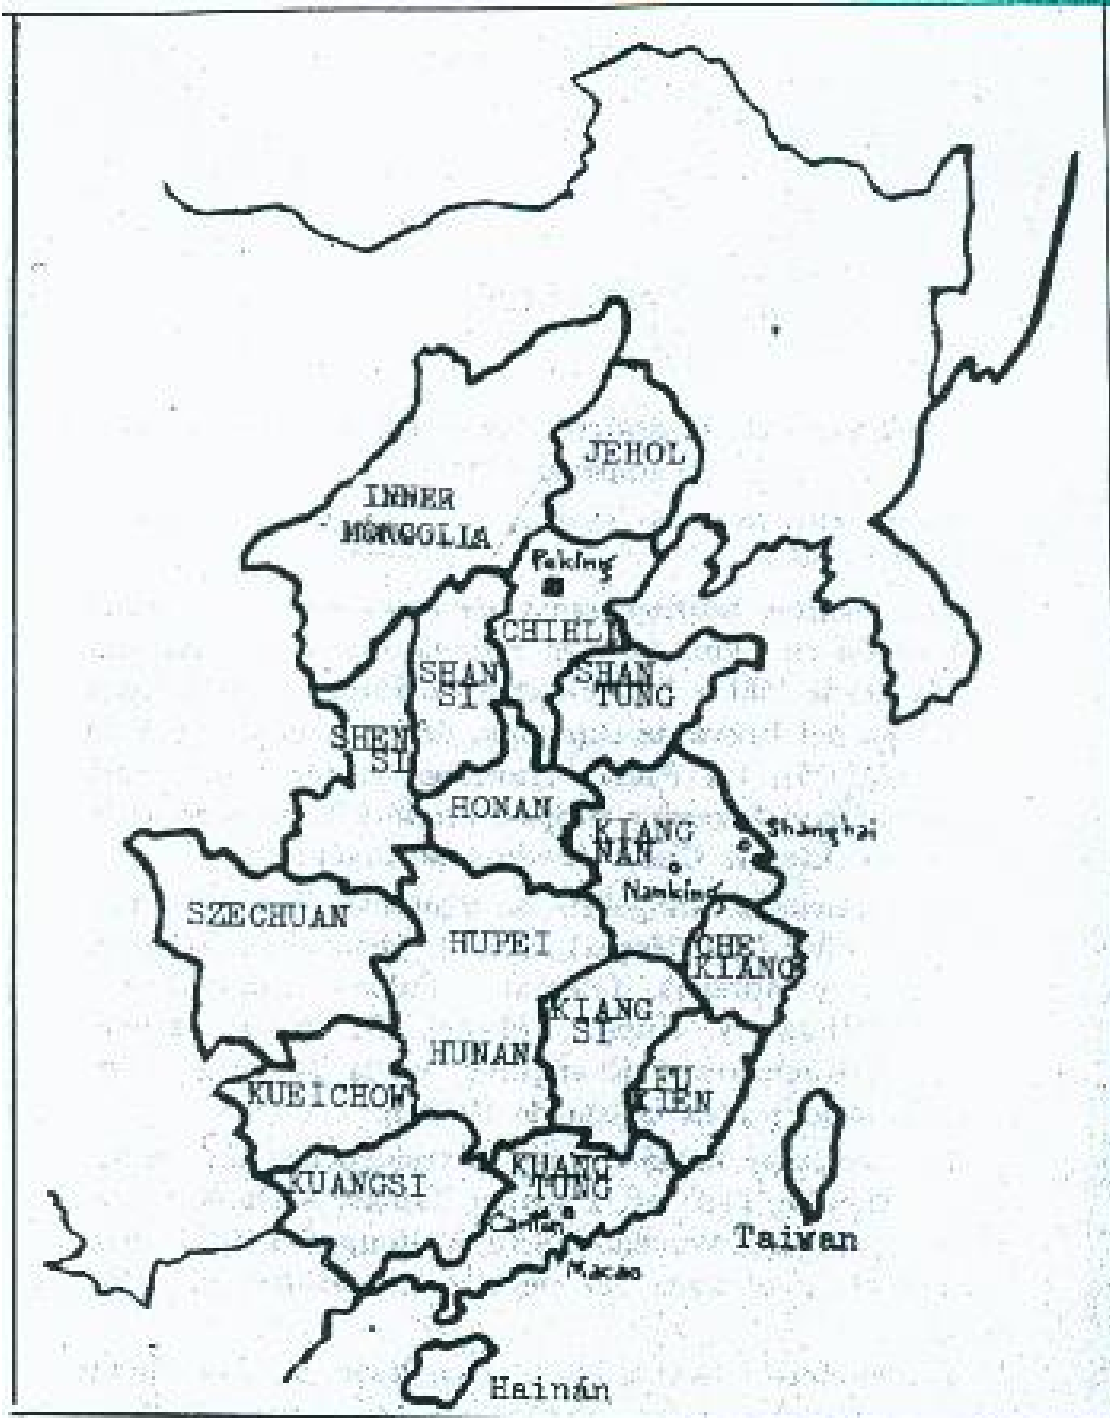 JEHOL
INNER
MONGOLIA
Peking
CHIHLI
SHAN
SI
SHAN
TUNG
SHEN
SI
HONAN
KIANG
NAN
Shanghai
Nanking
SZECHUAN
HUPEI
CHE
KIANG
KIANG
SI
HUNAN
KUEICHOW
FU
KIEN
KUANGSI
KUANG
TUNG
Canton
Taiwan
Macao
Hainán